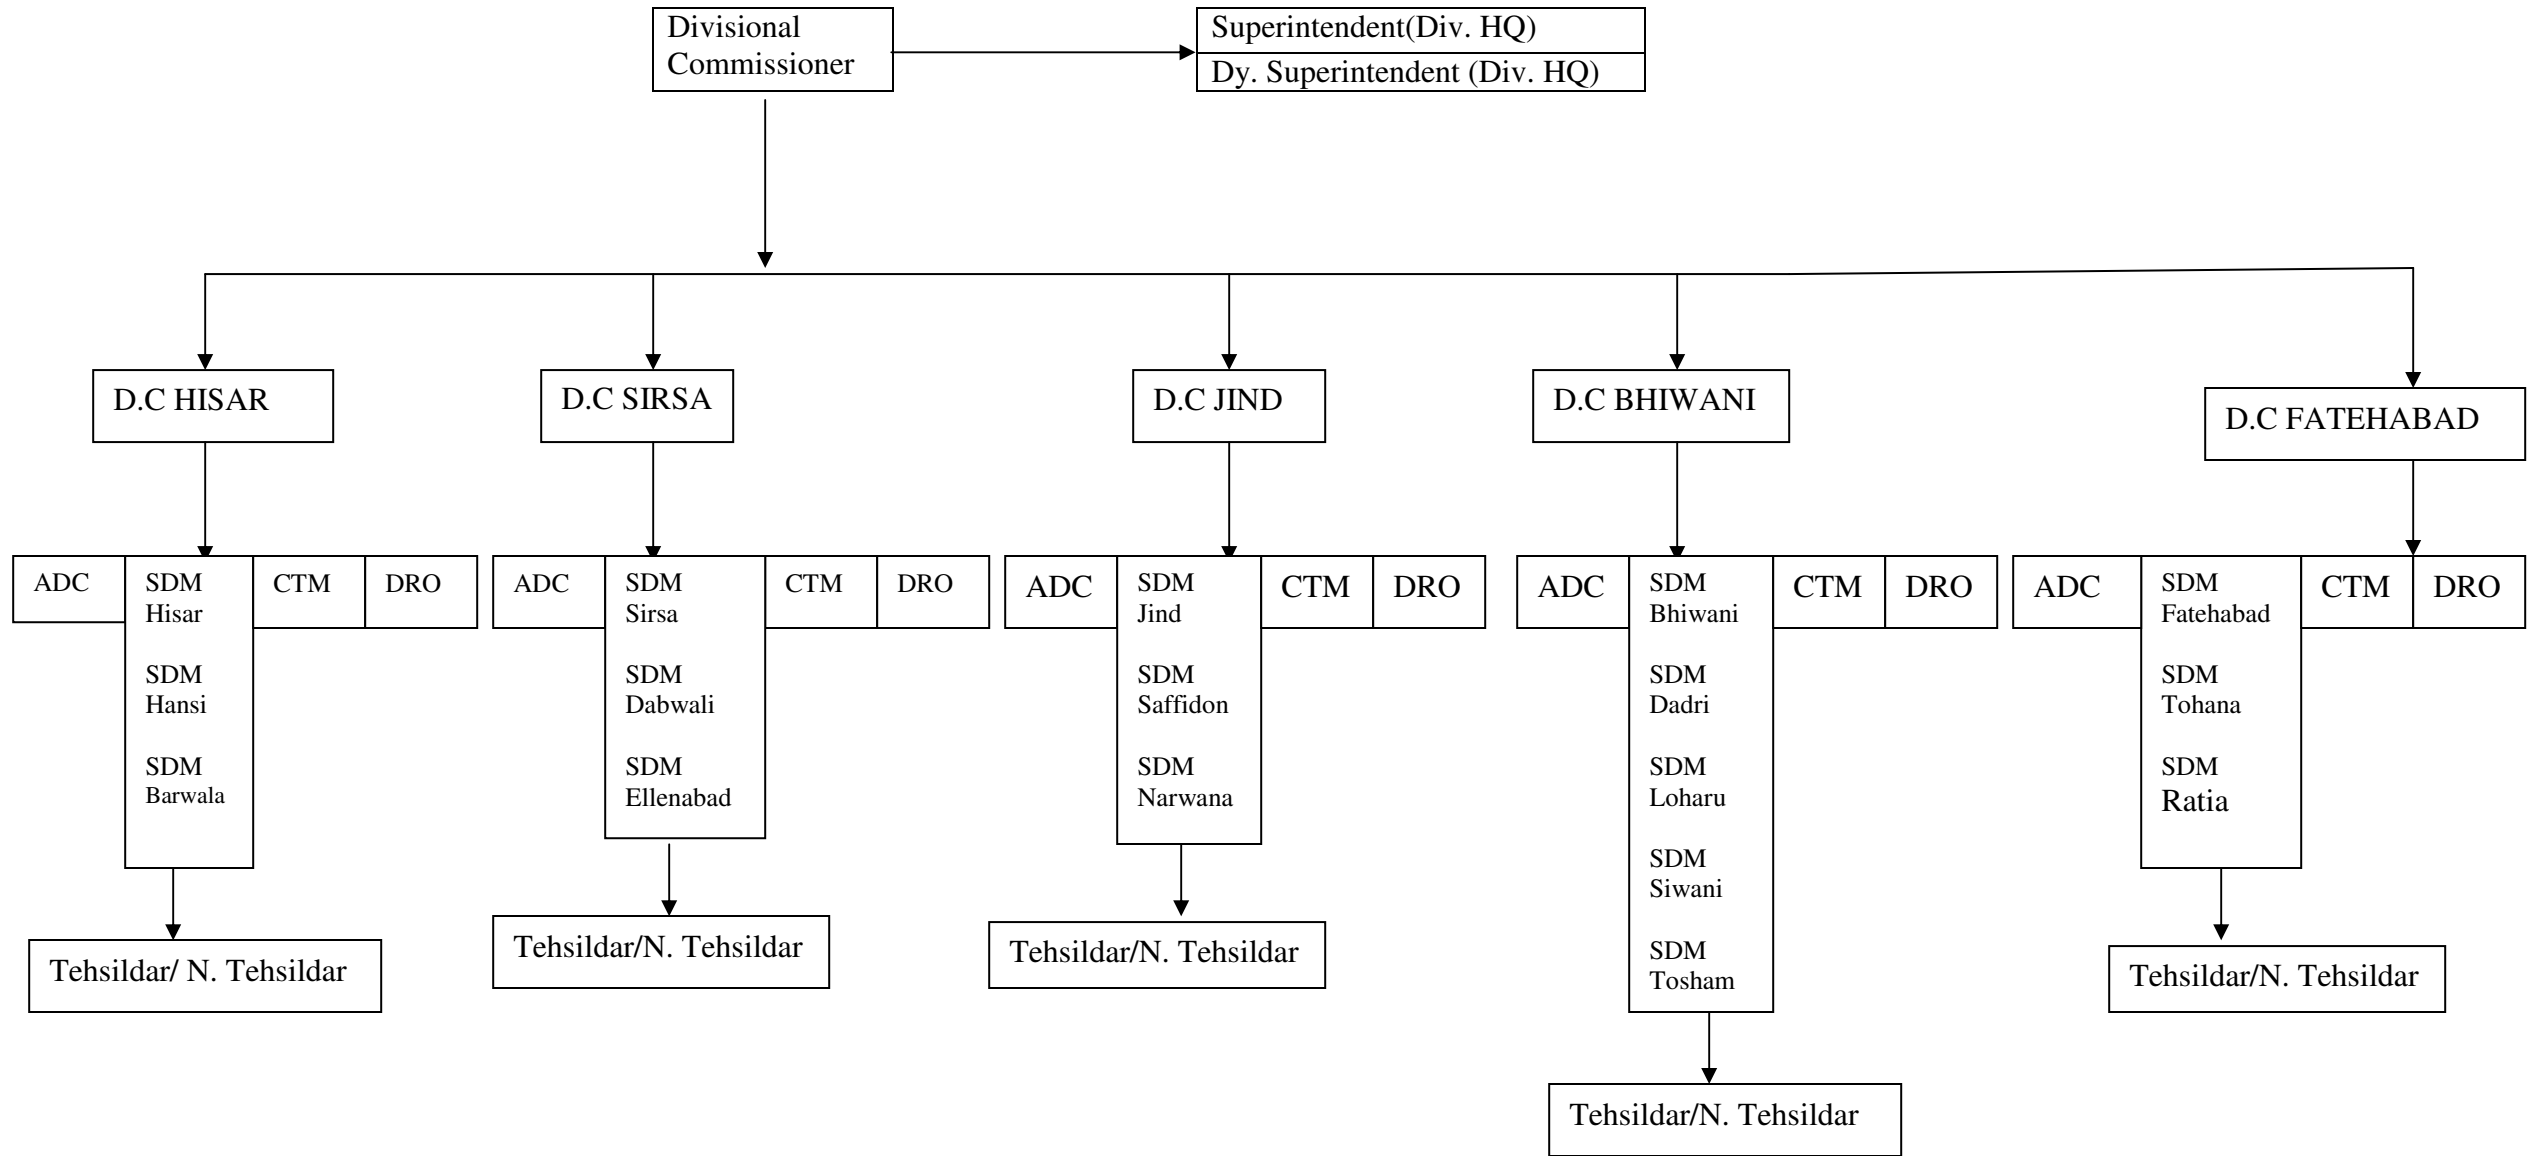 Divisional
Commissioner
Superintendent(Div. HQ)
Dy. Superintendent (Div. HQ)
D.C HISAR
D.C SIRSA
D.C JIND
D.C BHIWANI
D.C FATEHABAD
ADC
SDM
Hisar
SDM
Hansi
SDM
Barwala
CTM
DRO
ADC
SDM
Sirsa
SDM
Dabwali
SDM
Ellenabad
CTM
DRO
ADC
SDM
Jind
SDM
Saffidon
SDM
Narwana
CTM
DRO
ADC
SDM
Bhiwani
SDM
Dadri
SDM
Loharu
SDM
Siwani
SDM
Tosham
CTM
DRO
ADC
SDM
Fatehabad
SDM
Tohana
SDM
Ratia
CTM
DRO
Tehsildar/ N. Tehsildar
Tehsildar/N. Tehsildar
Tehsildar/N. Tehsildar
Tehsildar/N. Tehsildar
Tehsildar/N. Tehsildar